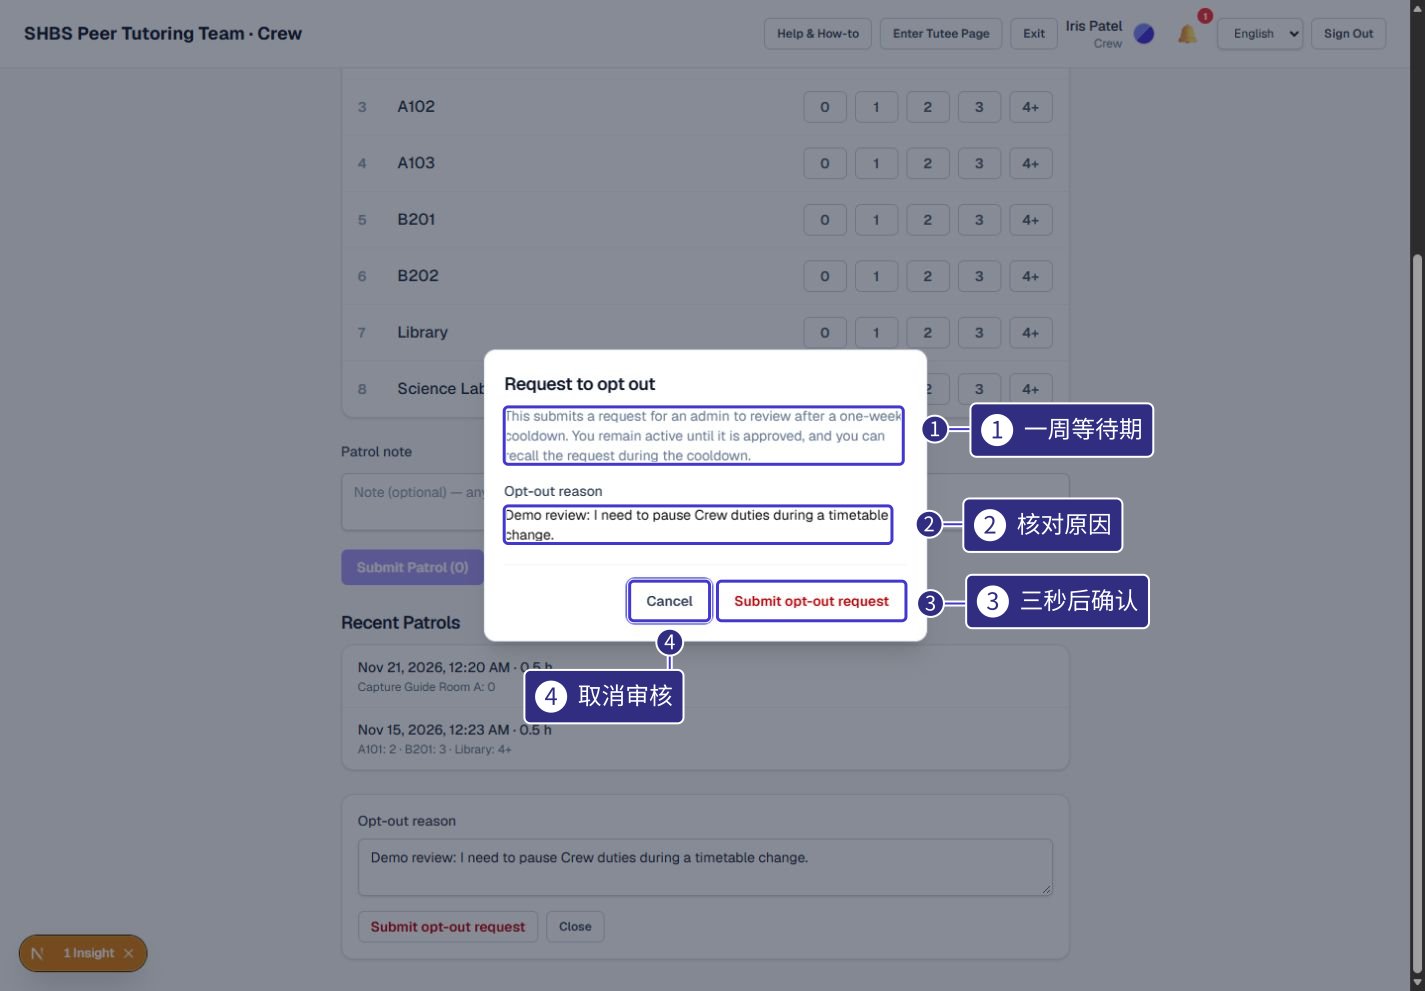 SHBS Peer Tutoring Team · Crew
Help & How-to
Enter Tutee Page
Exit
Iris Patel
Crew
1
English
Sign Out
3 A102 0 1 2 3 4+
4 A103 0 1 2 3 4+
5 B201 0 1 2 3 4+
6 B202 0 1 2 3 4+
7 Library 0 1 2 3 4+
8 Science Lab 2 3 4+
Request to opt out
This submits a request for an admin to review after a one-week
cooldown. You remain active until it is approved, and you can
recall the request during the cooldown.
1 1 一周等待期
Opt-out reason
Demo review: I need to pause Crew duties during a timetable
change.
2 2 核对原因
Cancel
Submit opt-out request
3 3 三秒后确认
4
4 取消审核
Patrol note
Note (optional) — any
Submit Patrol (0)
Recent Patrols
Nov 21, 2026, 12:20 AM · 0.5 h
Capture Guide Room A: 0
Nov 15, 2026, 12:23 AM · 0.5 h
A101: 2 · B201: 3 · Library: 4+
Opt-out reason
Demo review: I need to pause Crew duties during a timetable change.
Submit opt-out request
Close
N 1 Insight